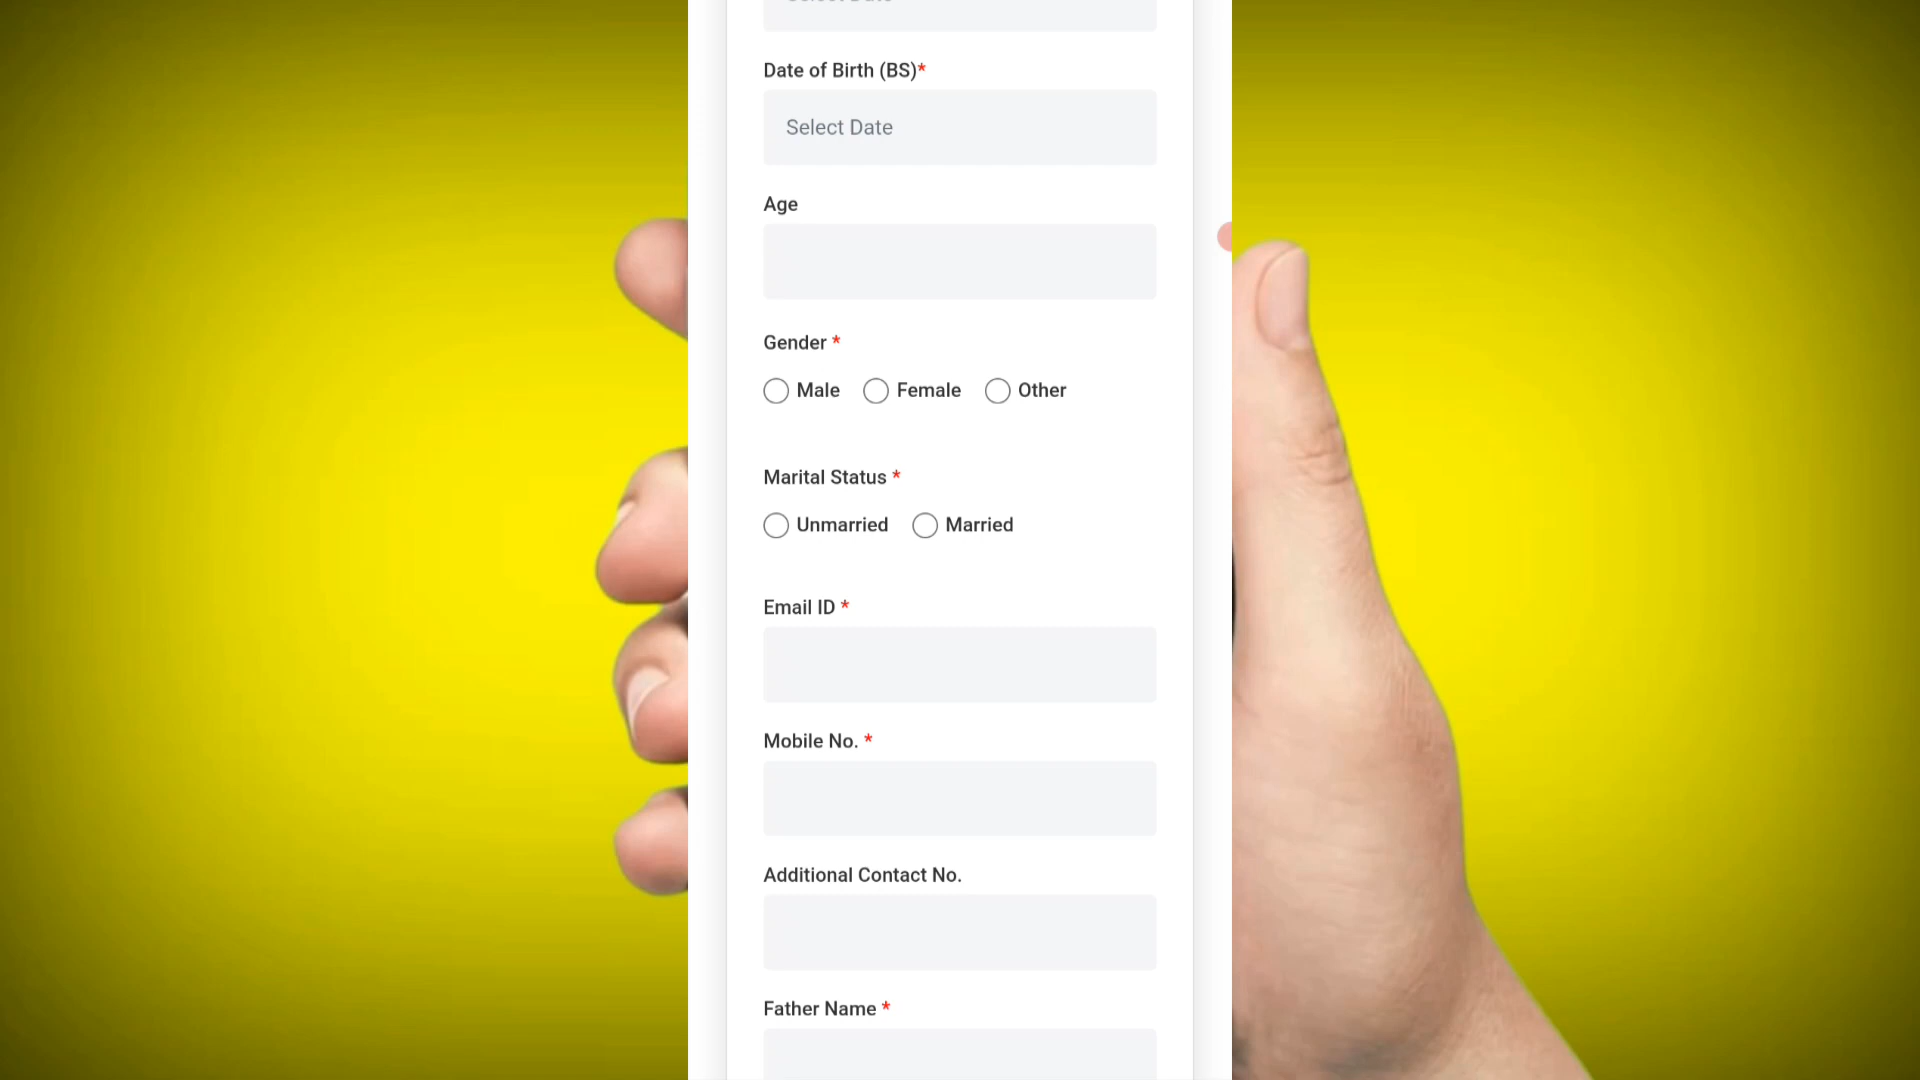 Date of Birth (BS)*
Select Date
Age
Gender *
Male Female Other
Marital Status *
Unmarried Married
Email ID *
Mobile No. *
Additional Contact No.
Father Name *